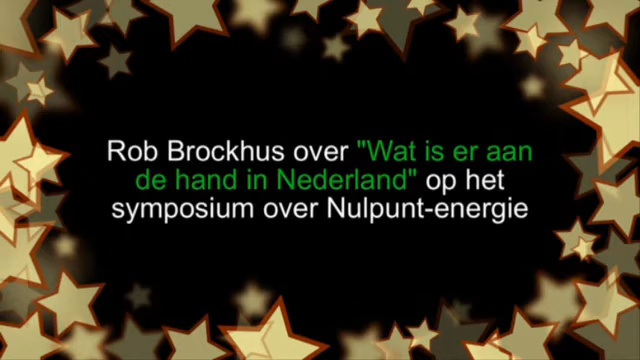 Rob Brockhus over "Wat is er aan
de hand in Nederland" op het
symposium over Nulpunt-energie